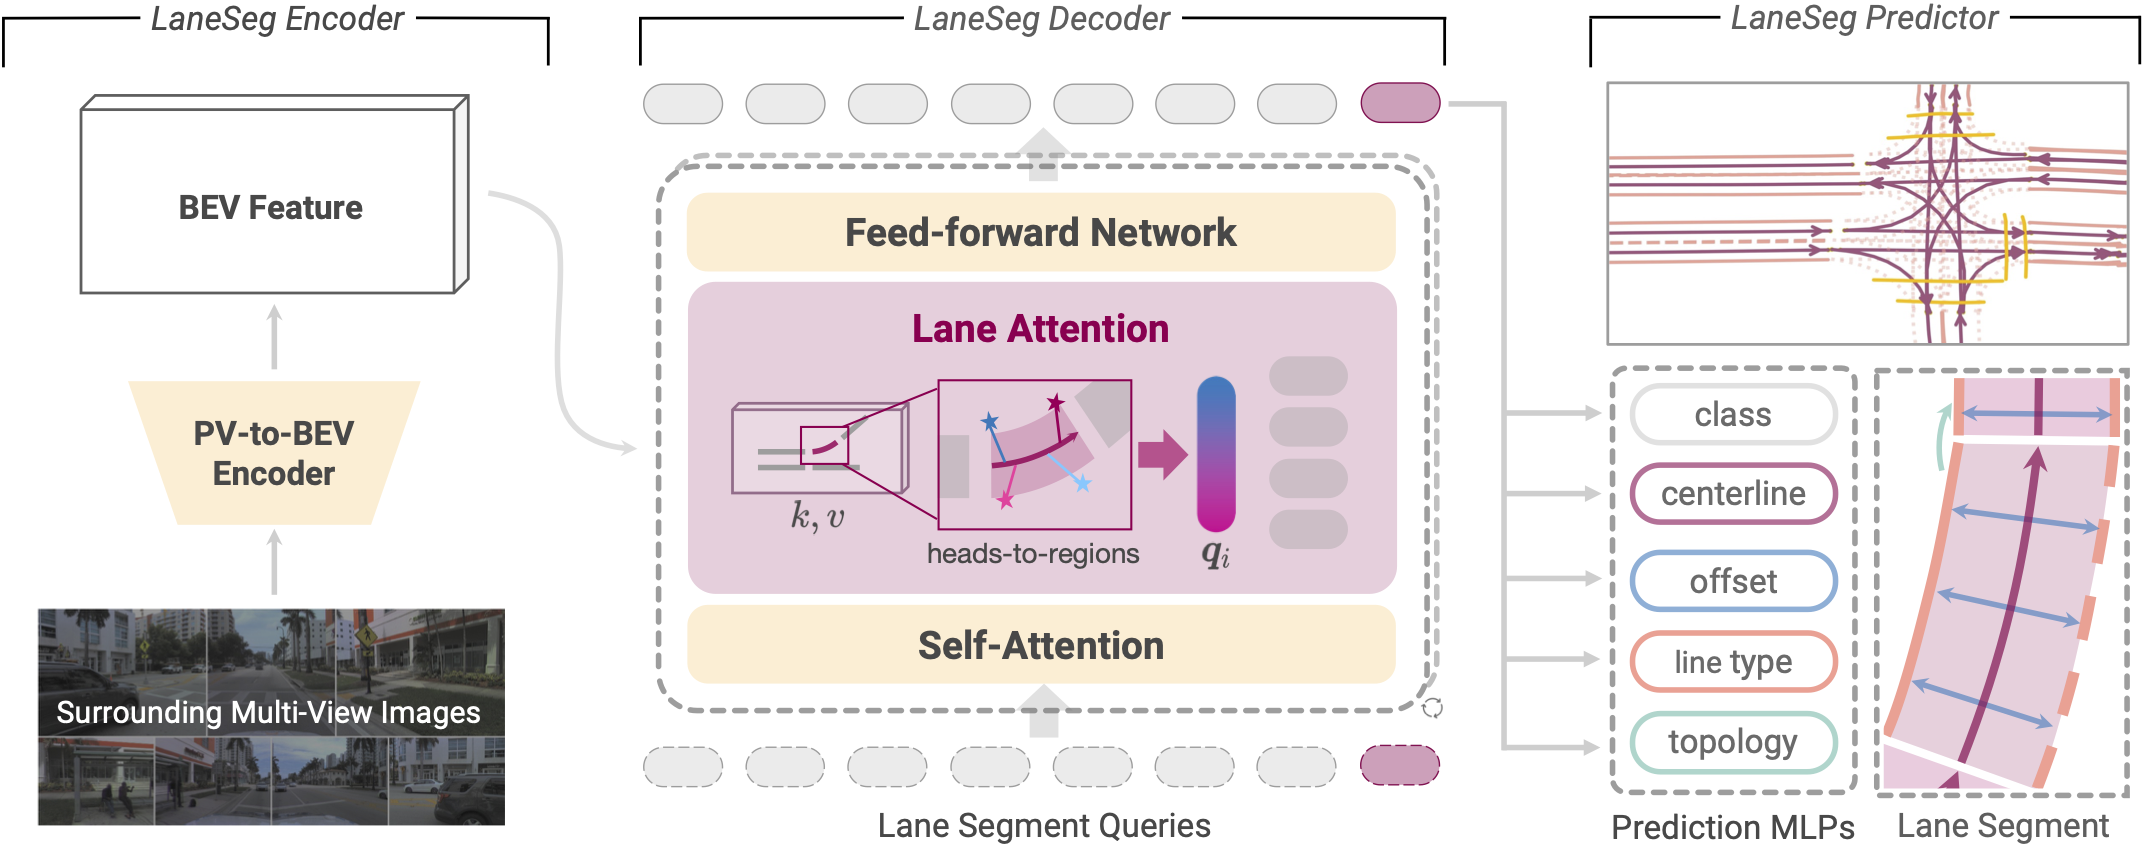 LaneSeg Encoder
BEV Feature
PV-to-BEV
Encoder
Surrounding Multi-View Images
LaneSeg Decoder
Feed-forward Network
Lane Attention
k, v
heads-to-regions
q_i
Self-Attention
Lane Segment Queries
LaneSeg Predictor
class
centerline
offset
line type
topology
Prediction MLPs
Lane Segment